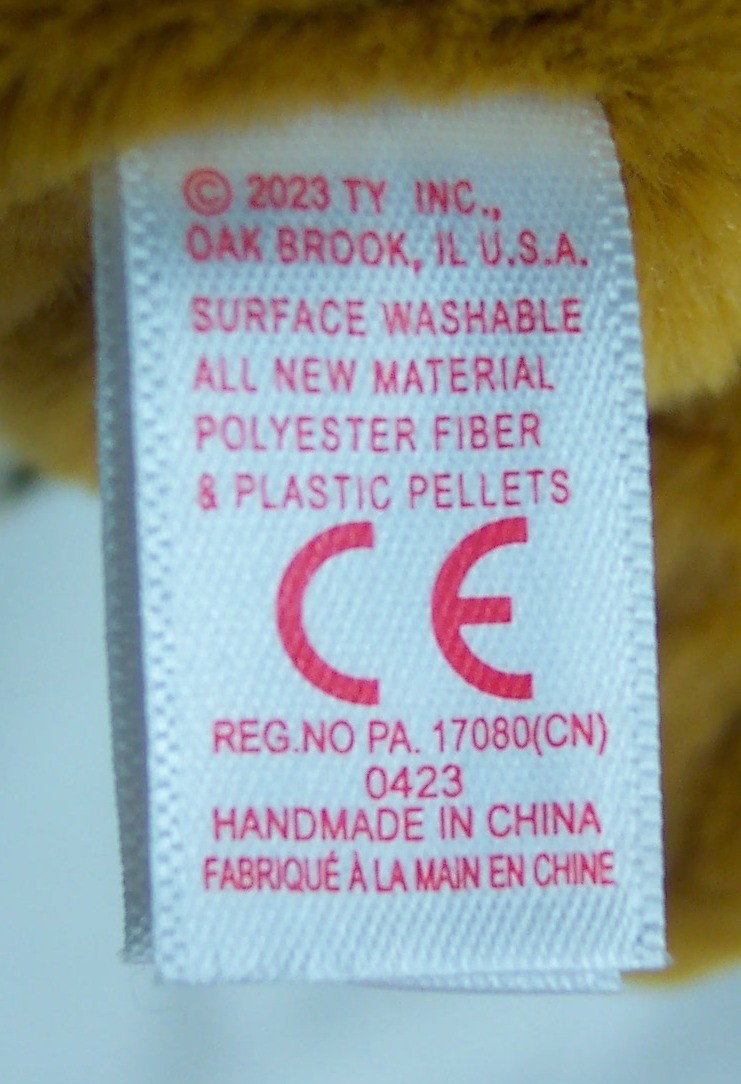 © 2023 TY INC.,
OAK BROOK, IL U.S.A.
SURFACE WASHABLE
ALL NEW MATERIAL
POLYESTER FIBER
& PLASTIC PELLETS
CE
REG.NO PA. 17080(CN)
0423
HANDMADE IN CHINA
FABRIQUÉ À LA MAIN EN CHINE